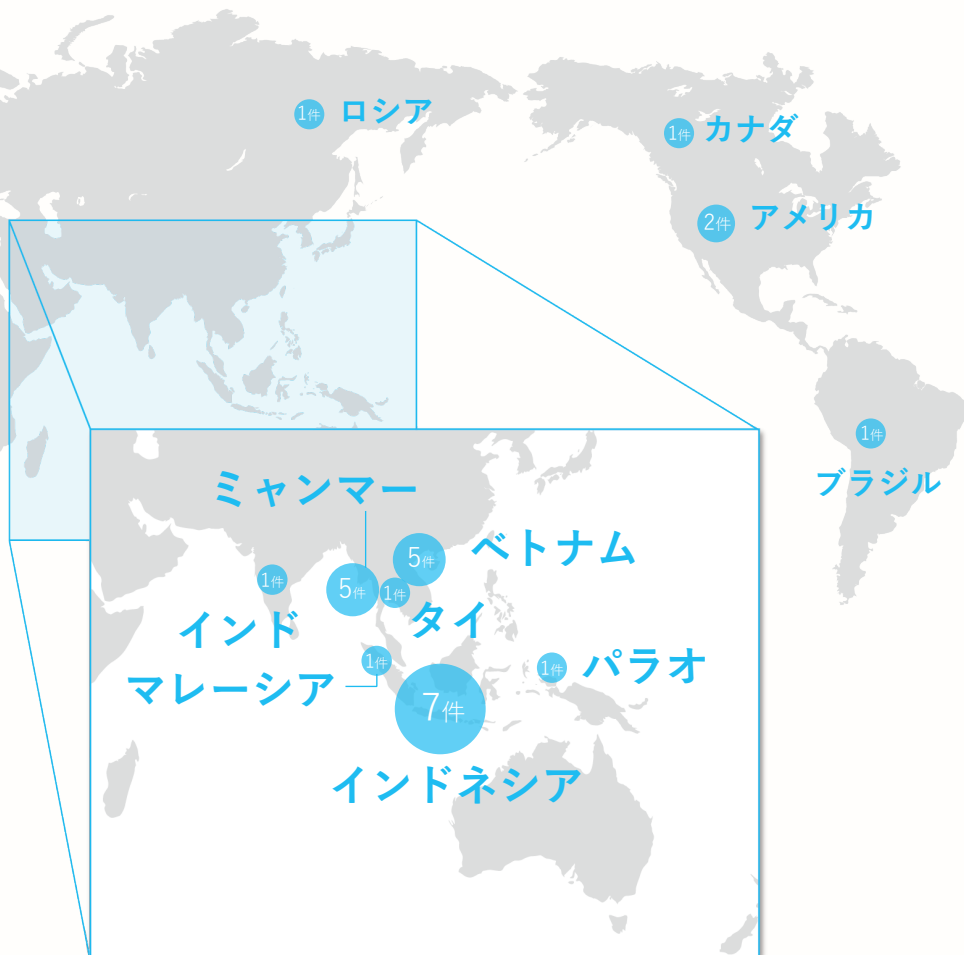 1件 ロシア
1件 カナダ
2件 アメリカ
1件
ブラジル
ミャンマー
5件 ベトナム
1件
5件
1件
インド
タイ
1件
マレーシア
1件 パラオ
7件
インドネシア